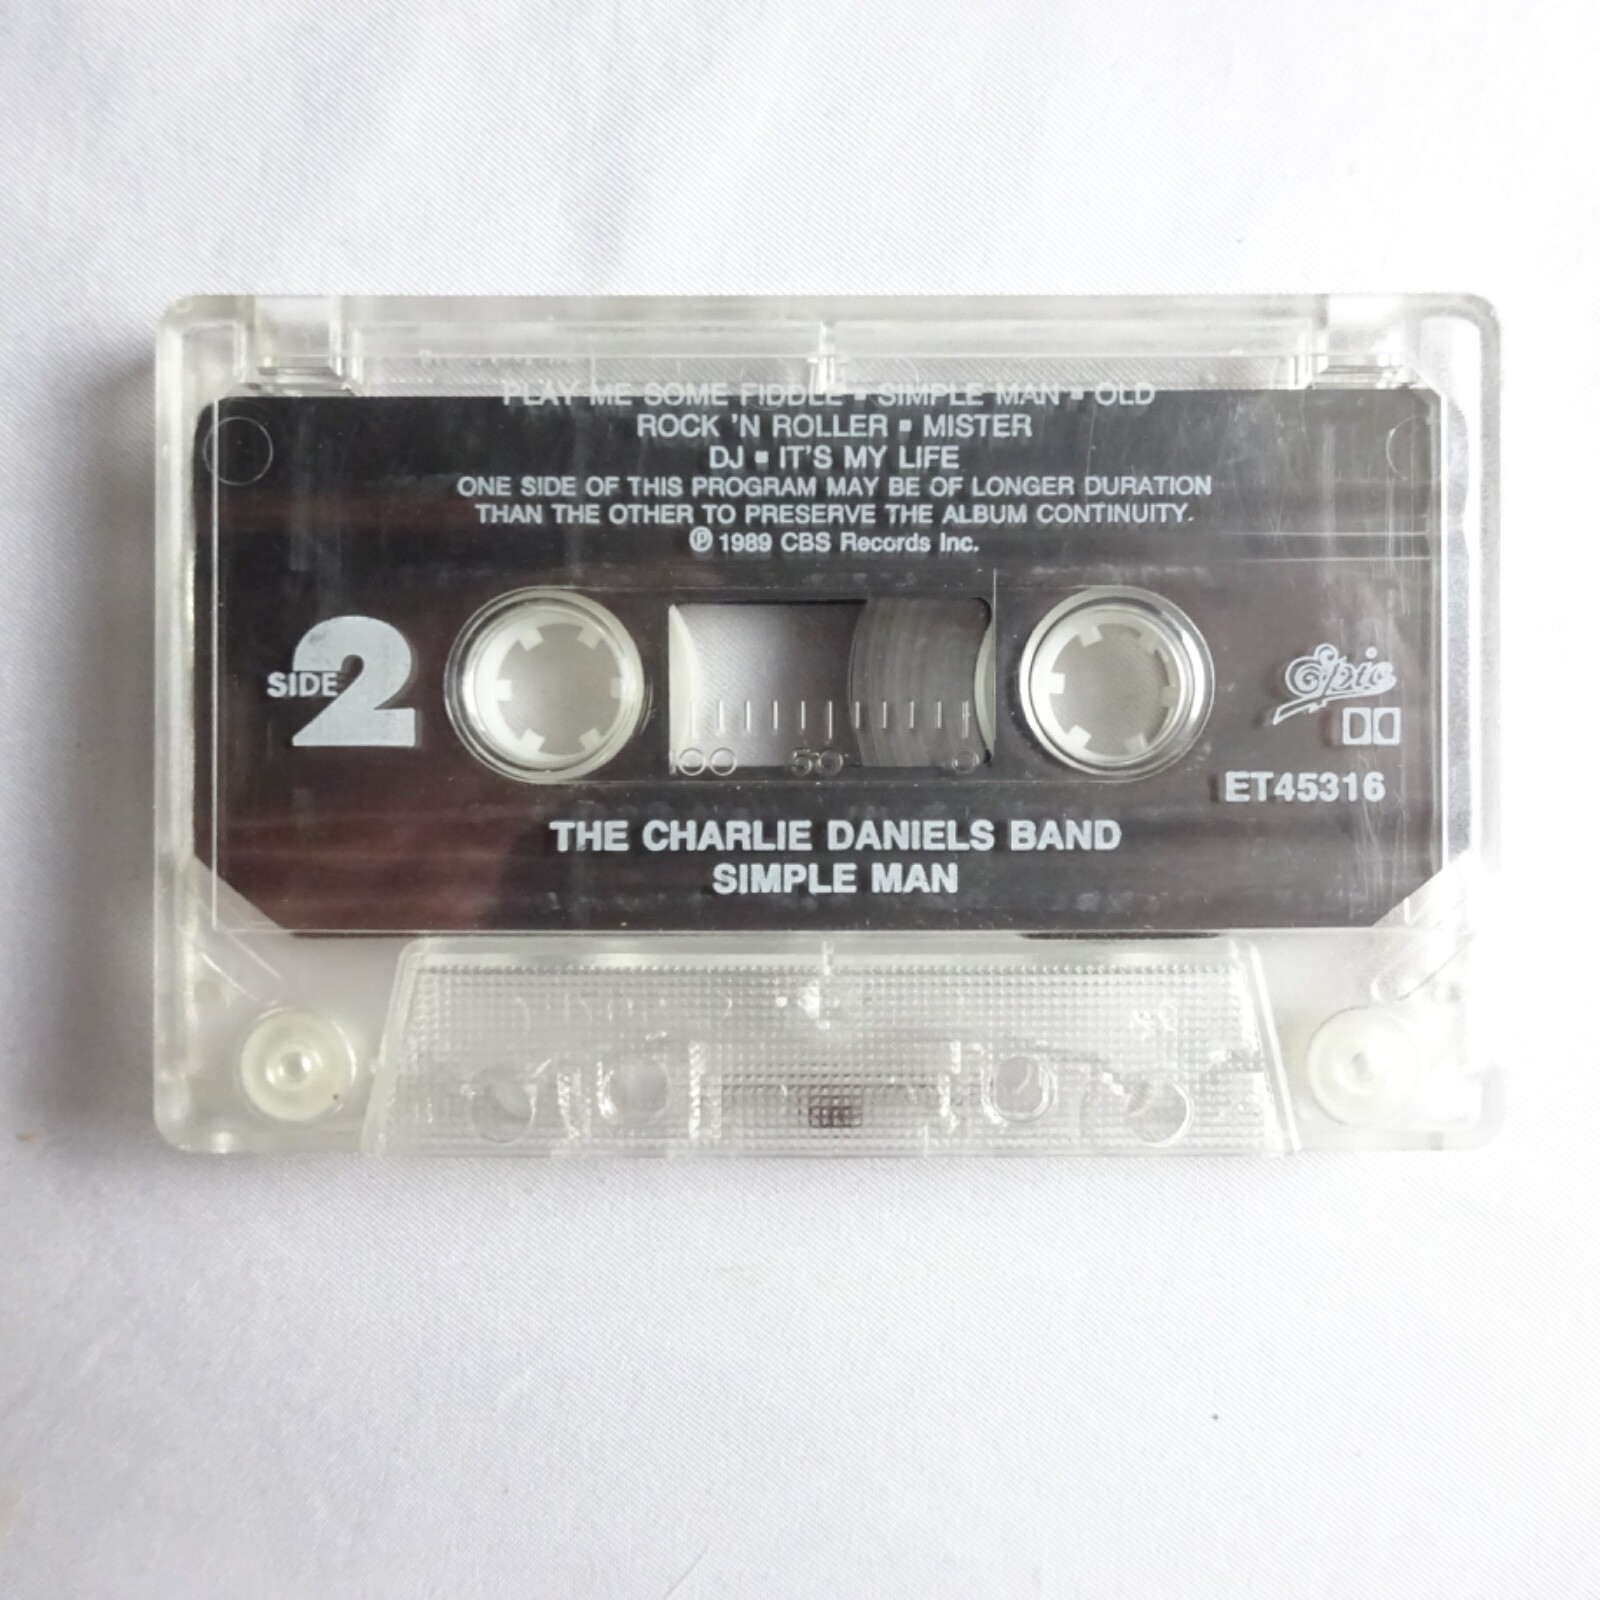 PLAY ME SOME FIDDLE ▪ SIMPLE MAN ▪ OLD
ROCK 'N ROLLER ▪ MISTER
DJ ▪ IT'S MY LIFE
ONE SIDE OF THIS PROGRAM MAY BE OF LONGER DURATION
THAN THE OTHER TO PRESERVE THE ALBUM CONTINUITY.
℗ 1989 CBS Records Inc.
SIDE 2
Epic
100 50 0
ET45316
THE CHARLIE DANIELS BAND
SIMPLE MAN